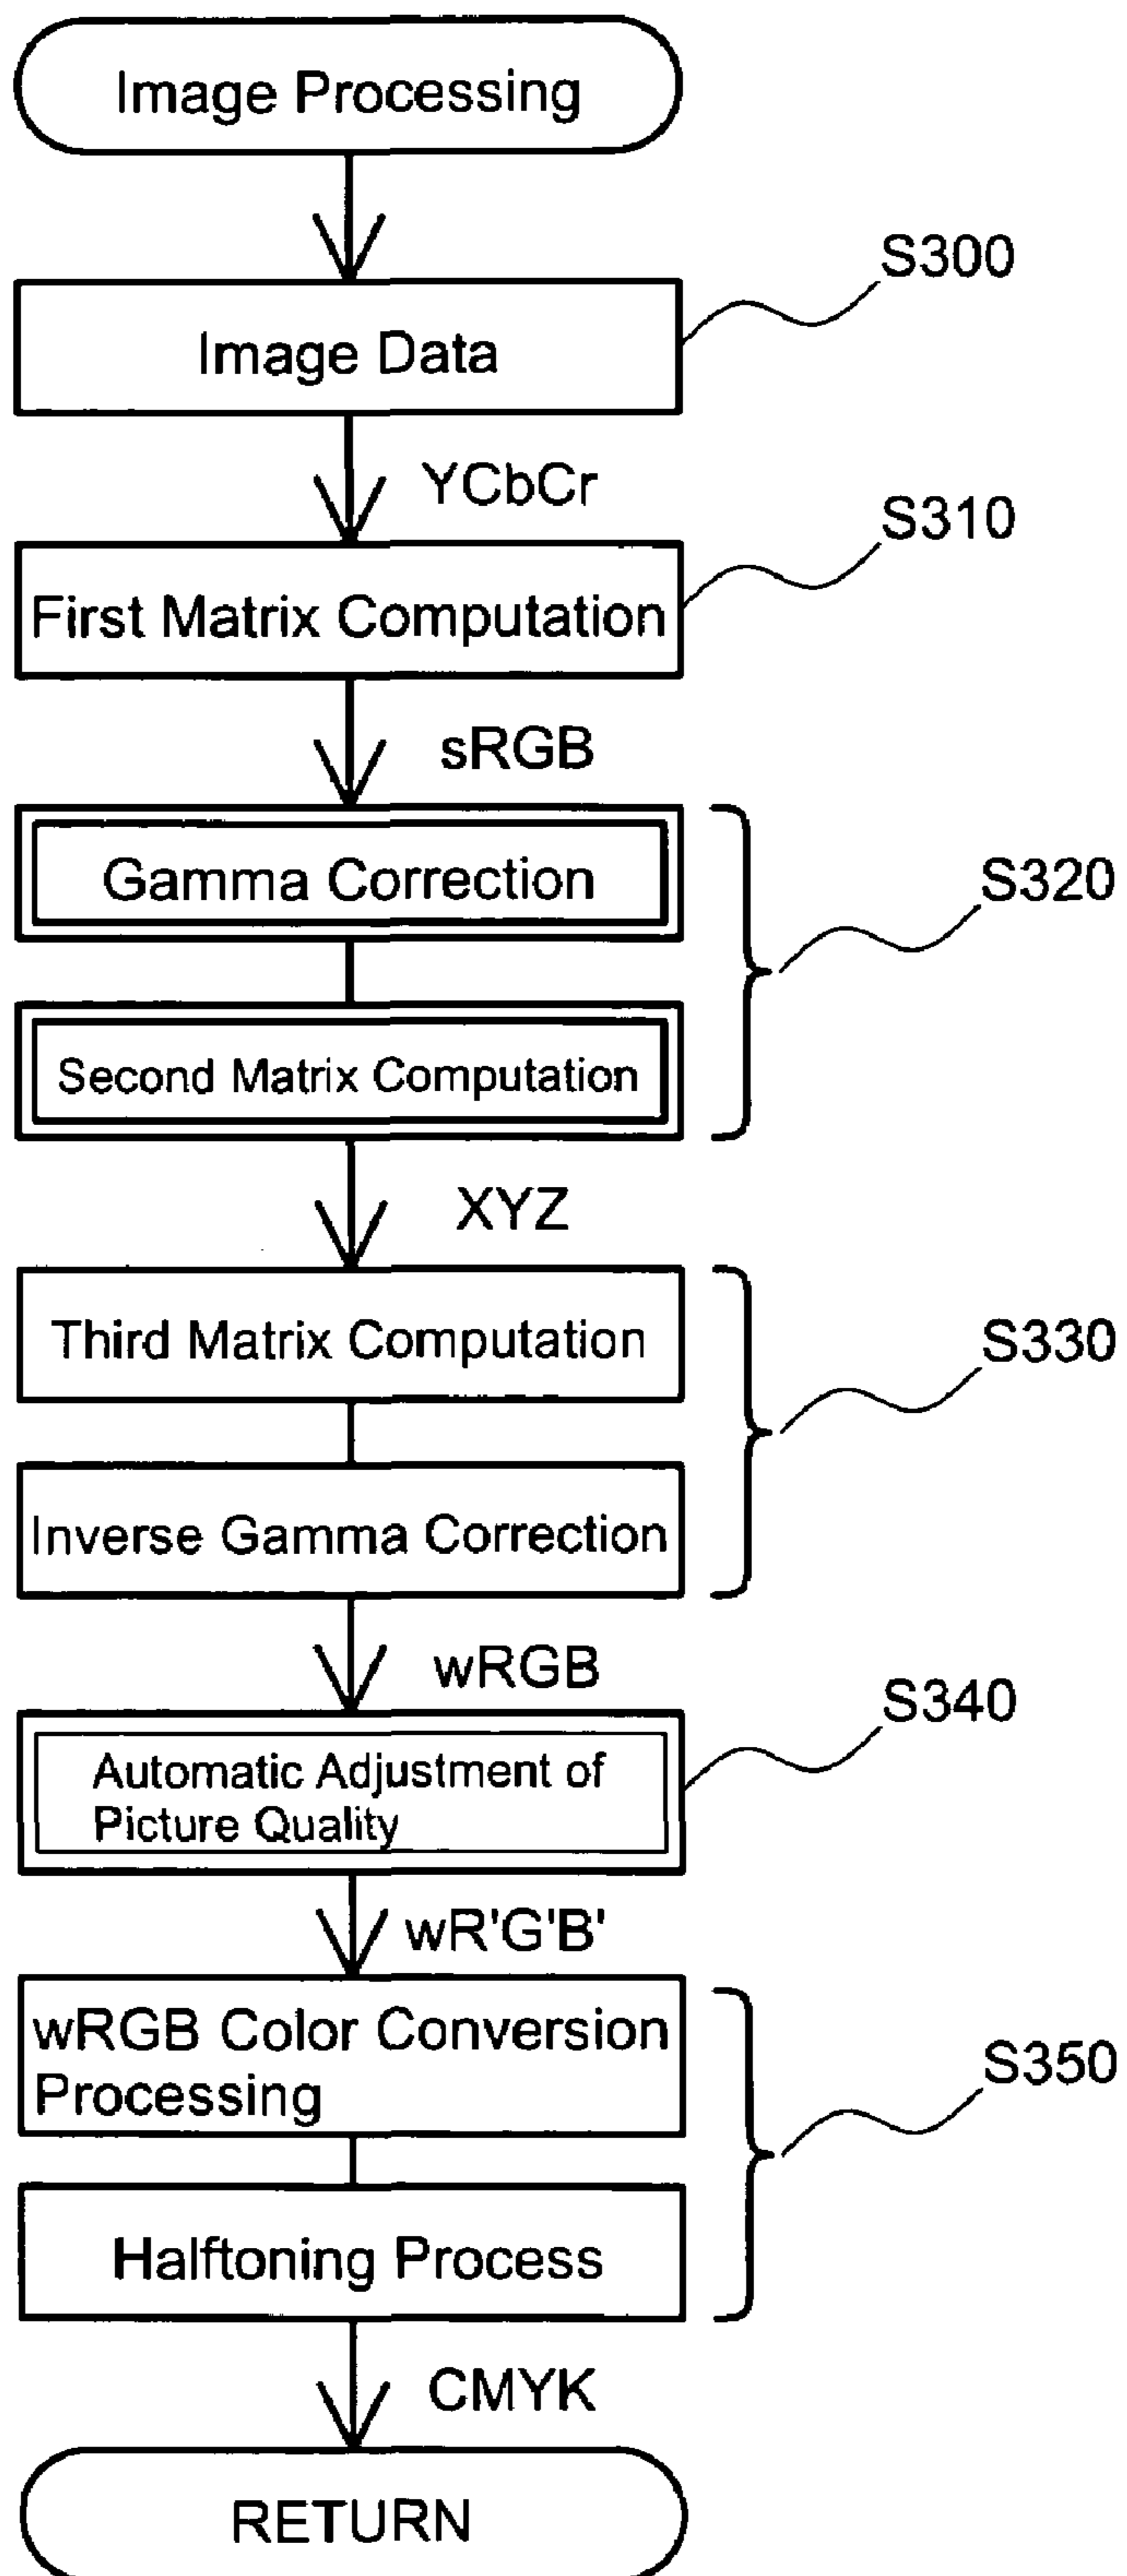 Image Processing
S300
Image Data
YCbCr
S310
First Matrix Computation
sRGB
Gamma Correction
S320
Second Matrix Computation
XYZ
Third Matrix Computation
S330
Inverse Gamma Correction
wRGB
S340
Automatic Adjustment of
Picture Quality
wR'G'B'
wRGB Color Conversion
Processing
S350
Halftoning Process
CMYK
RETURN